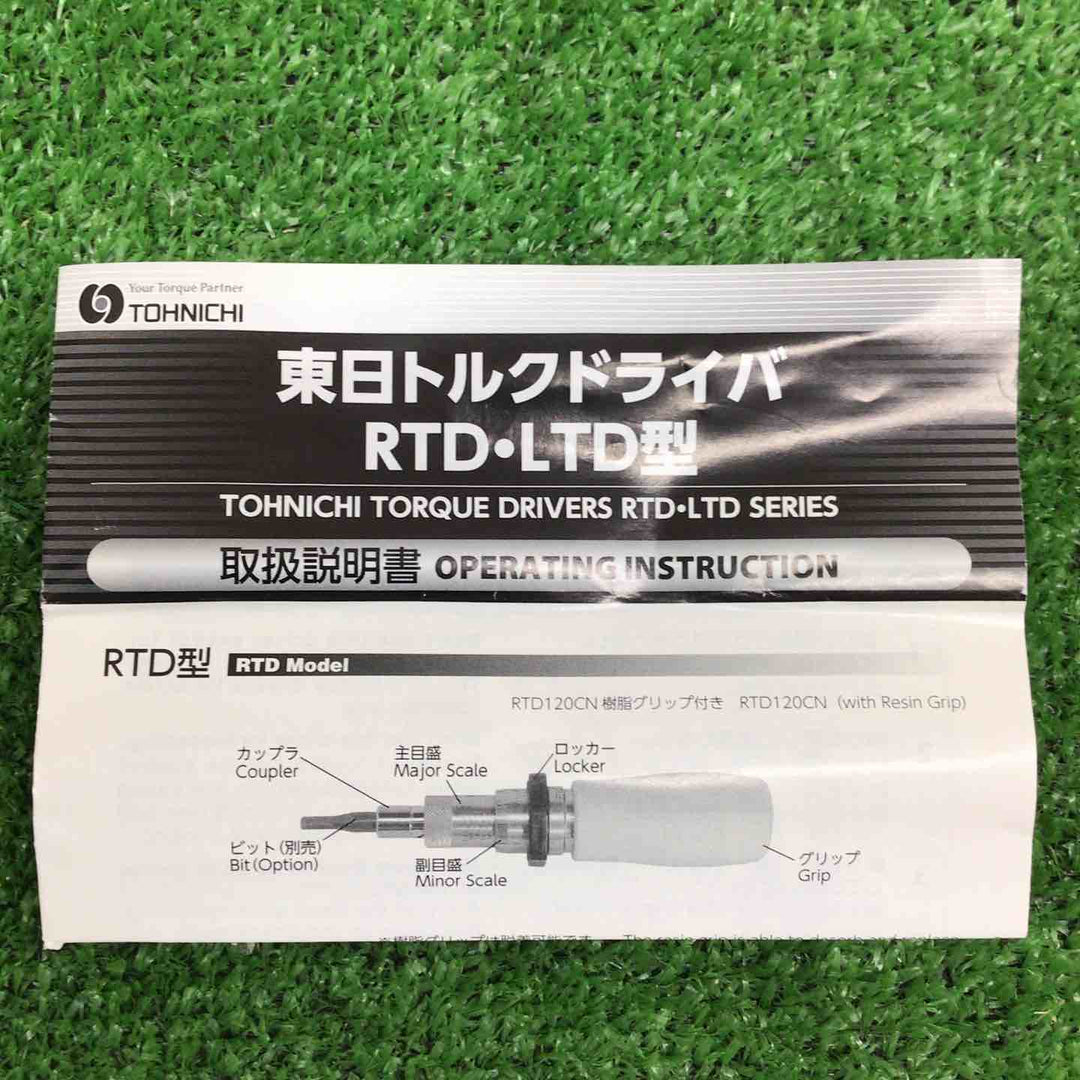 Your Torque Partner
TOHNICHI
東日トルクドライバ
RTD・LTD型
TOHNICHI TORQUE DRIVERS RTD・LTD SERIES
取扱説明書 OPERATING INSTRUCTION
RTD型 RTD Model
RTD120CN 樹脂グリップ付き RTD120CN (with Resin Grip)
カップラ
Coupler
主目盛
Major Scale
ロッカー
Locker
ビット(別売)
Bit(Option)
副目盛
Minor Scale
グリップ
Grip